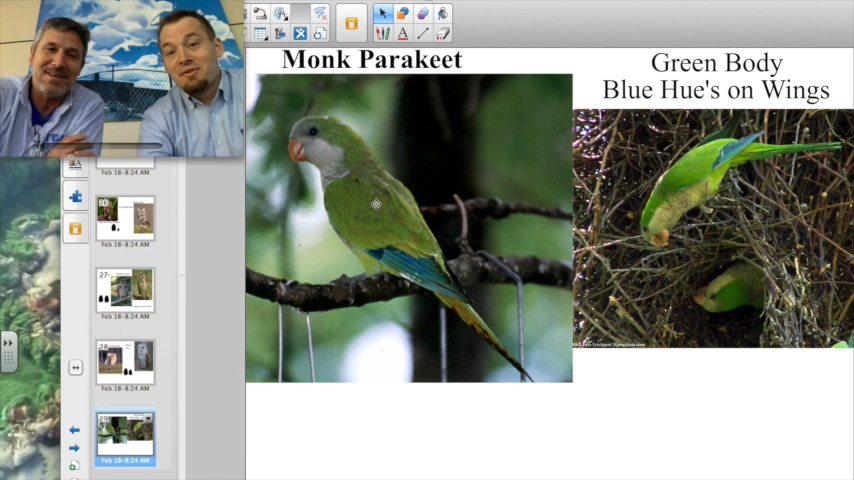 Monk Parakeet
Green Body
Blue Hue's on Wings
Feb 18-8:24 AM
26
Feb 18-8:24 AM
27
Feb 18-8:24 AM
28
Feb 18-8:24 AM
29
Feb 18-8:24 AM